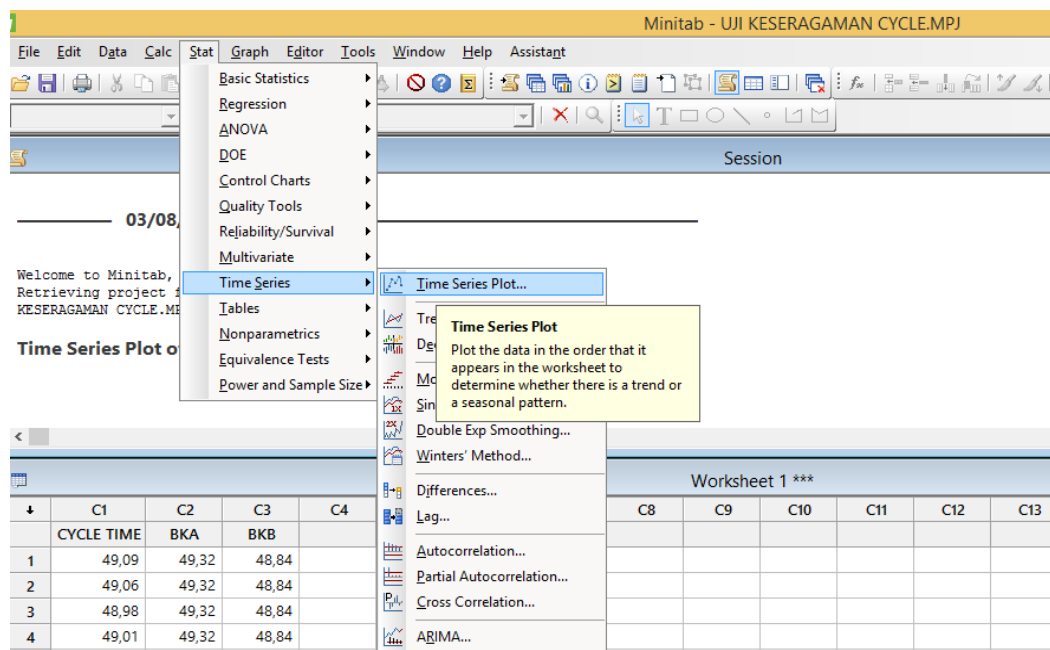 Minitab - UJI KESERAGAMAN CYCLE.MPJ
File Edit Data Calc Stat Graph Editor Tools Window Help Assistant
Basic Statistics
Regression
ANOVA
DOE
Control Charts
Quality Tools
Reliability/Survival
Multivariate
Time Series
Tables
Nonparametrics
Equivalence Tests
Power and Sample Size
Session
03/08/
Welcome to Minitab,
Retrieving project
KESERAGAMAN CYCLE.M
Time Series Plot o
Time Series Plot...
Tre
De
Mo
Sin
Double Exp Smoothing...
Winters' Method...
Differences...
Lag...
Autocorrelation...
Partial Autocorrelation...
Cross Correlation...
ARIMA...
Time Series Plot
Plot the data in the order that it
appears in the worksheet to
determine whether there is a trend or
a seasonal pattern.
Worksheet 1 ***
C1 C2 C3 C4 C8 C9 C10 C11 C12 C13
CYCLE TIME BKA BKB
1 49,09 49,32 48,84
2 49,06 49,32 48,84
3 48,98 49,32 48,84
4 49,01 49,32 48,84